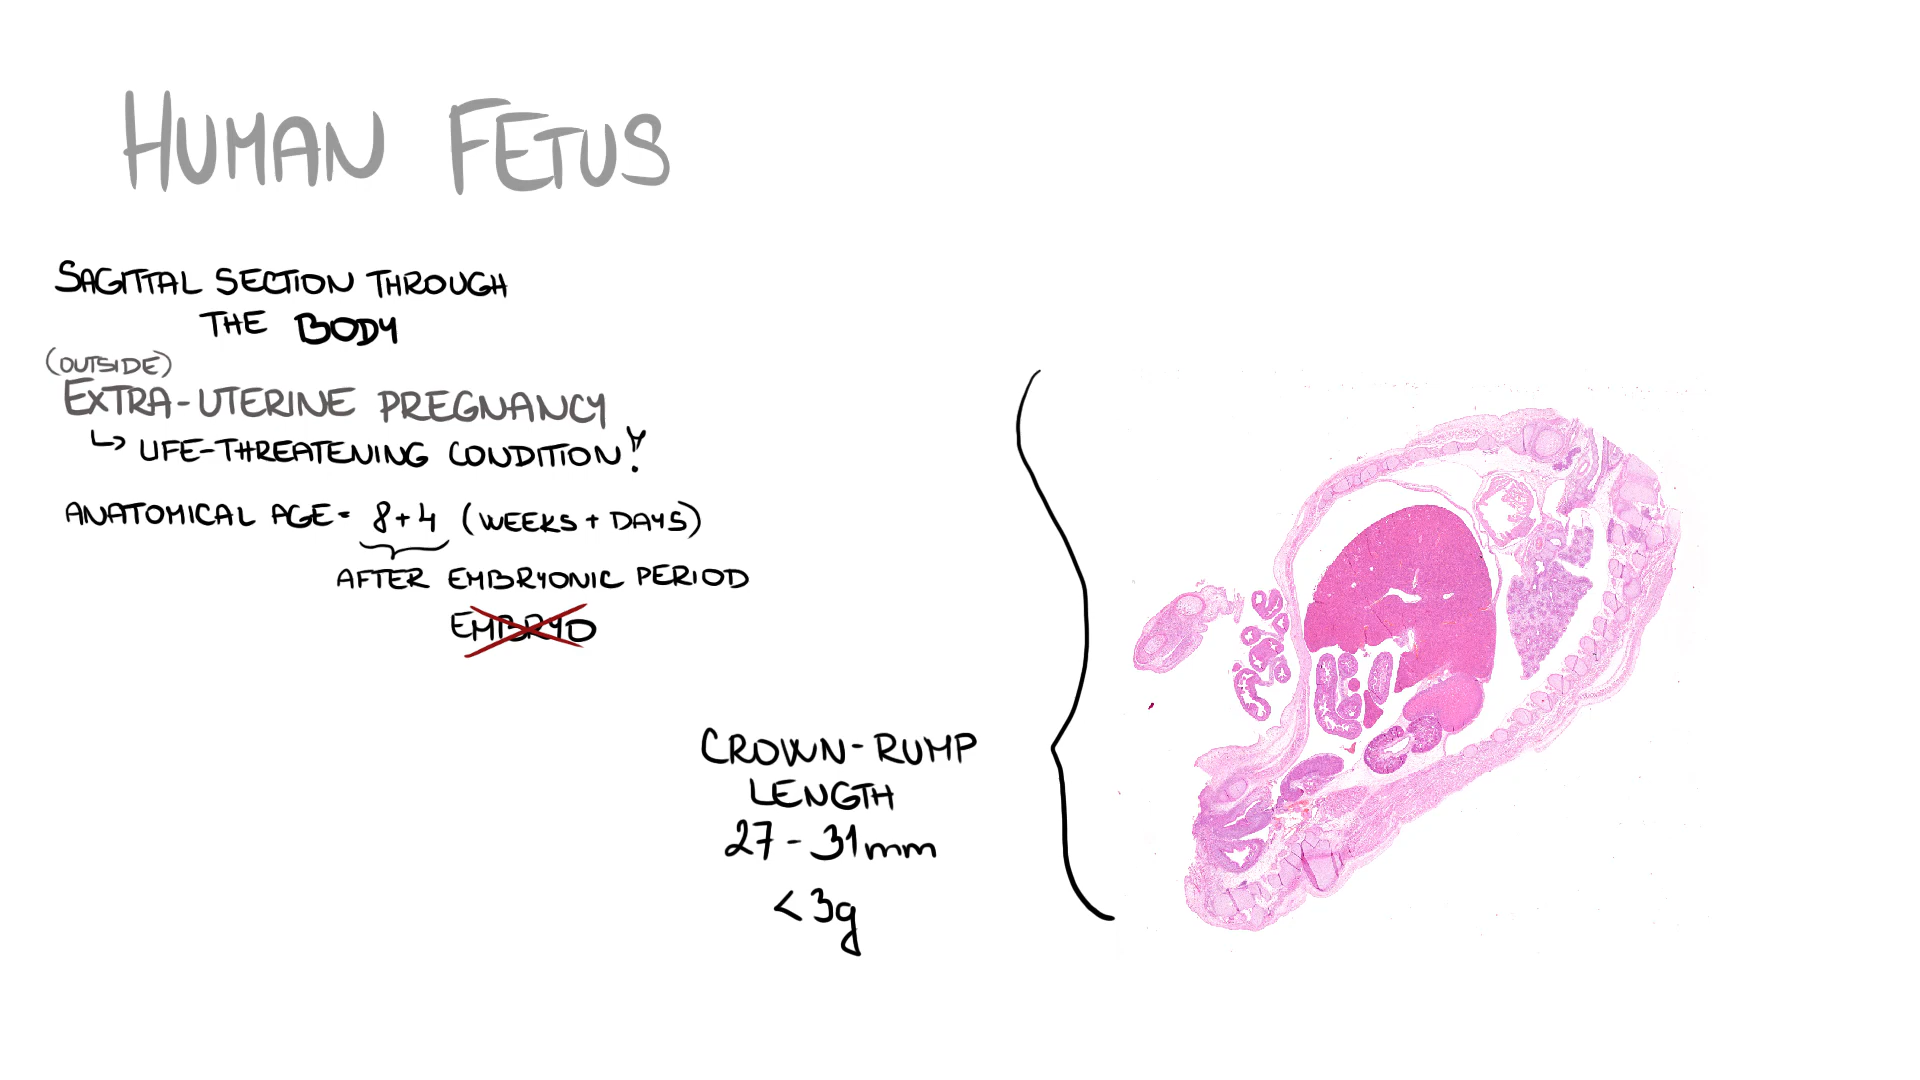 HUMAN FETUS
SAGITTAL SECTION THROUGH
THE BODY
(OUTSIDE)
EXTRA-UTERINE PREGNANCY
↳ LIFE-THREATENING CONDITION!
ANATOMICAL AGE = 8+4 (WEEKS + DAYS)
AFTER EMBRYONIC PERIOD
EMBRYO
CROWN-RUMP
LENGTH
27-31mm
<3g